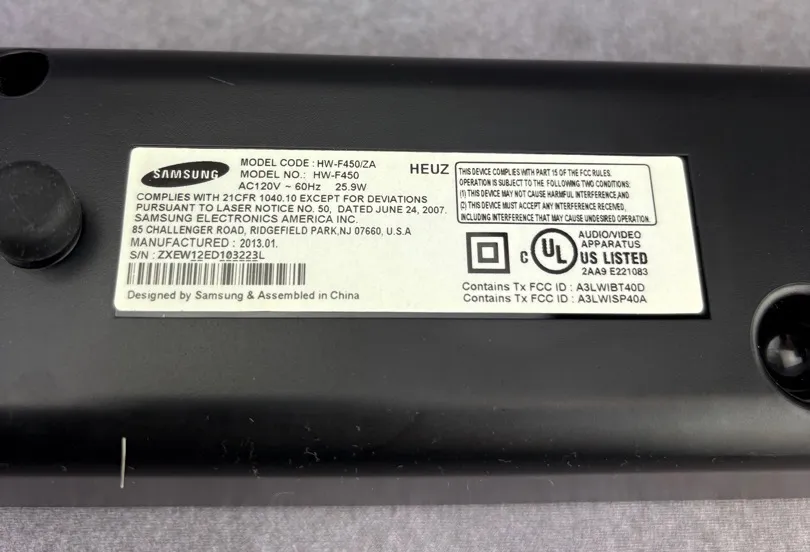 SAMSUNG
MODEL CODE : HW-F450/ZA
MODEL NO.: HW-F450
AC120V ~ 60Hz 25.9W
COMPLIES WITH 21CFR 1040.10 EXCEPT FOR DEVIATIONS
PURSUANT TO LASER NOTICE NO. 50, DATED JUNE 24, 2007.
SAMSUNG ELECTRONICS AMERICA INC.
85 CHALLENGER ROAD, RIDGEFIELD PARK,NJ 07660, U.S.A
MANUFACTURED : 2013.01.
S/N : ZXEW12ED103223L
Designed by Samsung & Assembled in China
HEUZ
THIS DEVICE COMPLIES WITH PART 15 OF THE FCC RULES.
OPERATION IS SUBJECT TO THE FOLLOWING TWO CONDITIONS:
(1) THIS DEVICE MAY NOT CAUSE HARMFUL INTERFERENCE,AND
(2) THIS DEVICE MUST ACCEPT ANY INTERFERENCE RECEIVED,
INCLUDING INTERFERENCE THAT MAY CAUSE UNDESIRED OPERATION.
C UL US LISTED
AUDIO/VIDEO
APPARATUS
2AA9 E221083
Contains Tx FCC ID : A3LWIBT40D
Contains Tx FCC ID : A3LWISP40A